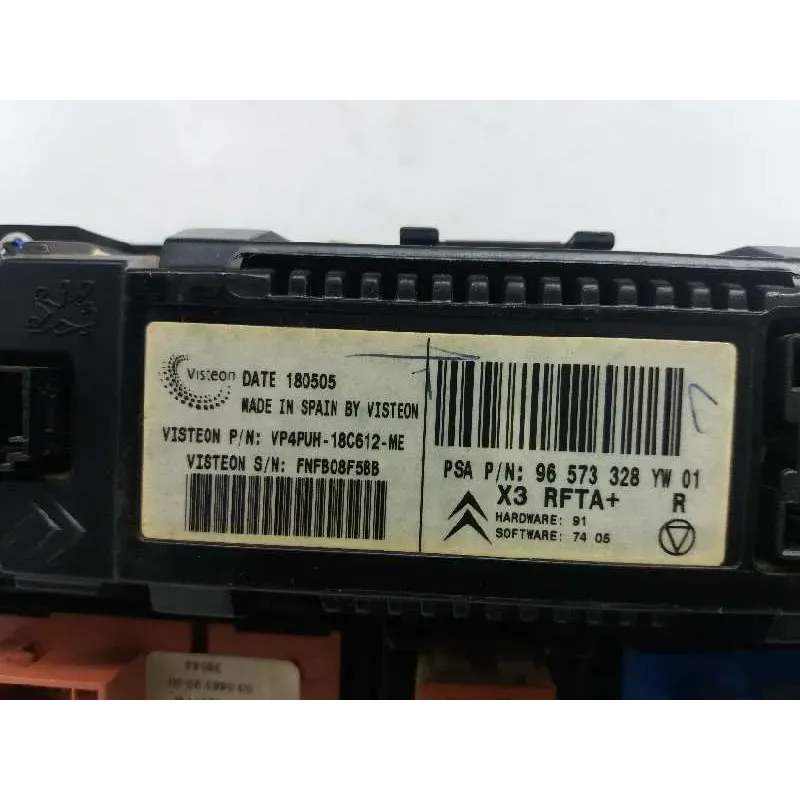 Visteon DATE 180505
MADE IN SPAIN BY VISTEON
VISTEON P/N: VP4PUH-18C612-ME
VISTEON S/N: FNFB08F5BB
PSA P/N: 96 573 328 YW 01
X3 RFTA+ R
HARDWARE: 91
SOFTWARE: 74 05